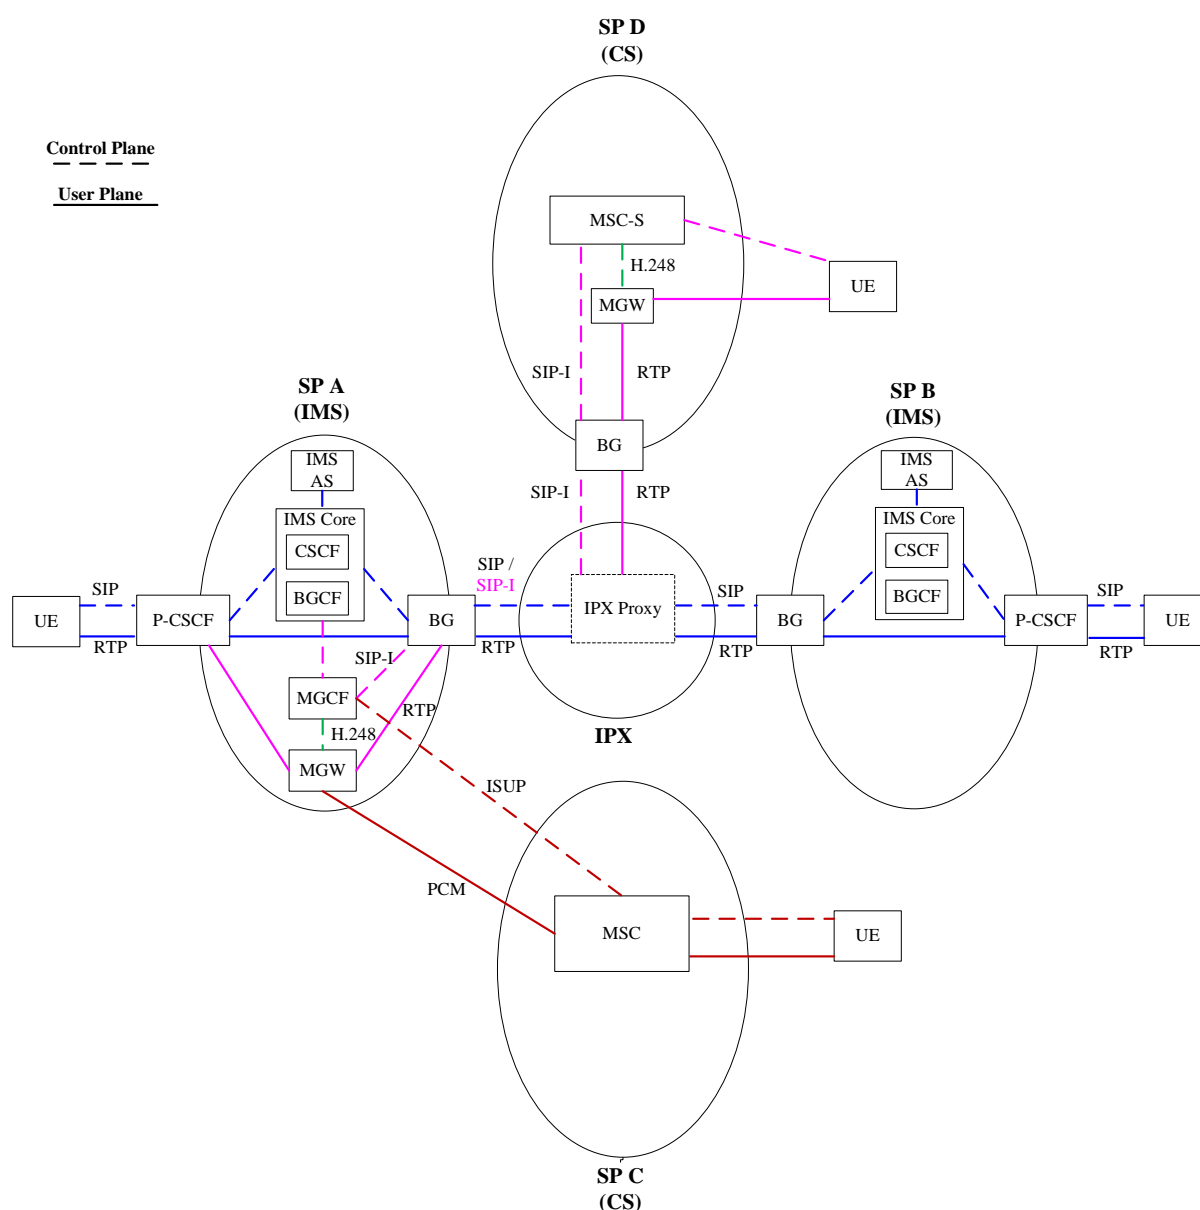 SP D
(CS)
Control Plane
User Plane
MSC-S
H.248
UE
MGW
SIP-I
RTP
SP A
(IMS)
SP B
(IMS)
BG
IMS
AS
IMS
AS
SIP-I
RTP
IMS Core
CSCF
BGCF
IMS Core
CSCF
BGCF
SIP /
SIP-I
SIP
SIP
SIP
UE
P-CSCF
BG
IPX Proxy
BG
P-CSCF
UE
RTP
RTP
RTP
RTP
SIP-I
MGCF
RTP
H.248
IPX
MGW
ISUP
PCM
MSC
UE
SP C
(CS)